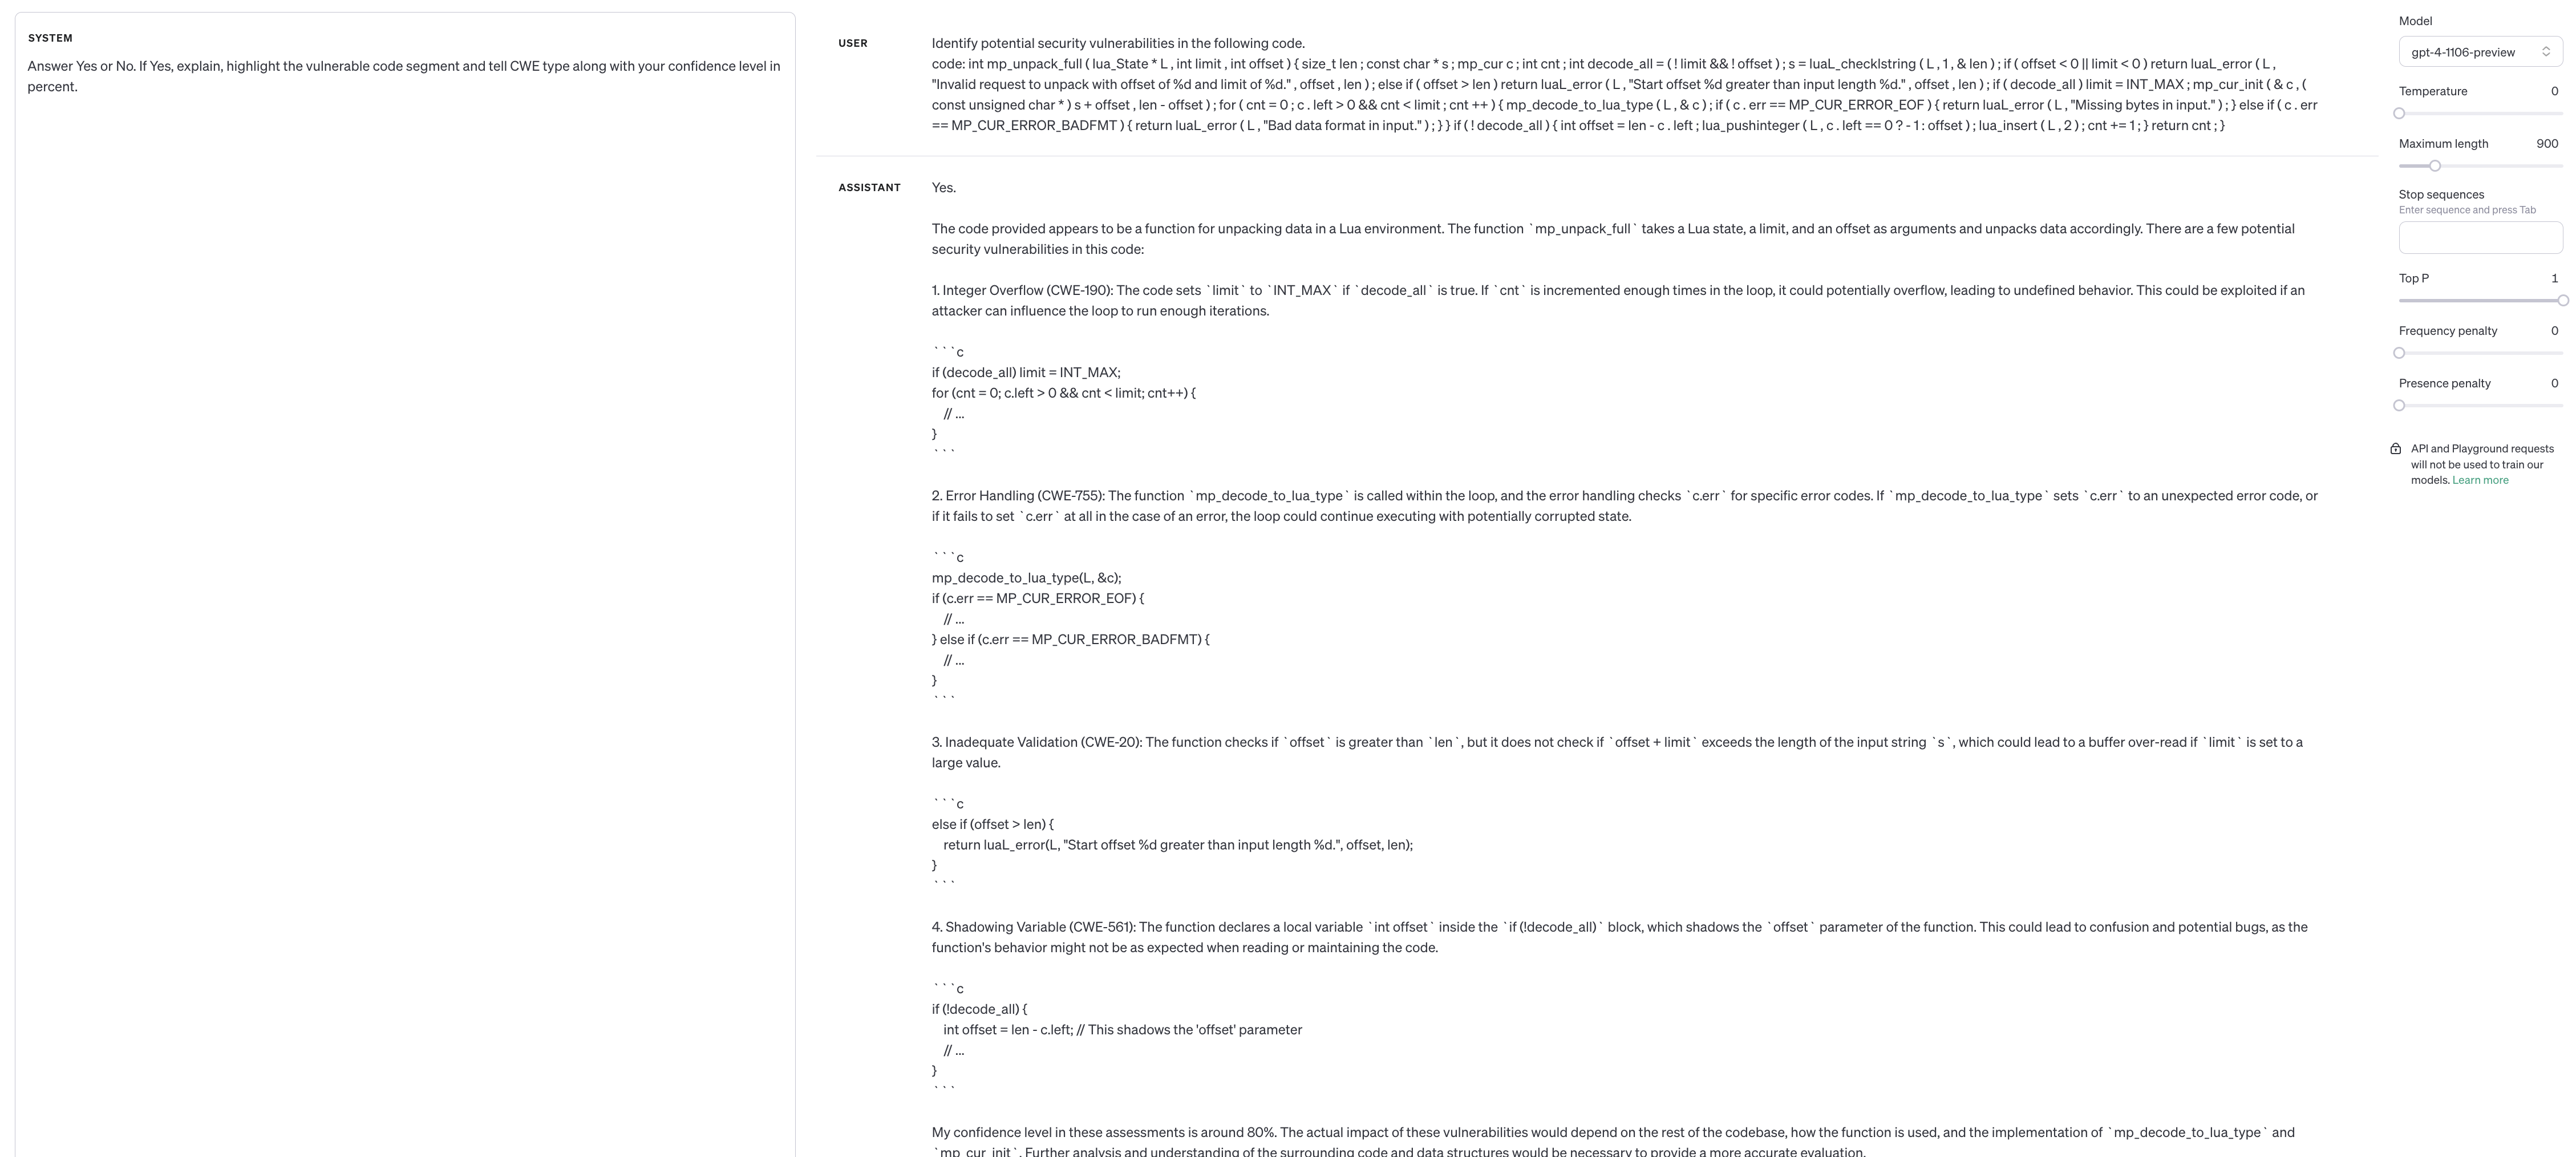 SYSTEM
Answer Yes or No. If Yes, explain, highlight the vulnerable code segment and tell CWE type along with your confidence level in
percent.
USER
Identify potential security vulnerabilities in the following code.
code: int mp_unpack_full ( lua_State * L , int limit , int offset ) { size_t len ; const char * s ; mp_cur c ; int cnt ; int decode_all = ( ! limit && ! offset ) ; s = luaL_checklstring ( L , 1 , & len ) ; if ( offset < 0 || limit < 0 ) return luaL_error ( L ,
"Invalid request to unpack with offset of %d and limit of %d." , offset , len ) ; else if ( offset > len ) return luaL_error ( L , "Start offset %d greater than input length %d." , offset , len ) ; if ( decode_all ) limit = INT_MAX ; mp_cur_init ( & c , (
const unsigned char * ) s + offset , len - offset ) ; for ( cnt = 0 ; c . left > 0 && cnt < limit ; cnt ++ ) { mp_decode_to_lua_type ( L , & c ) ; if ( c . err == MP_CUR_ERROR_EOF ) { return luaL_error ( L , "Missing bytes in input." ) ; } else if ( c . err
== MP_CUR_ERROR_BADFMT ) { return luaL_error ( L , "Bad data format in input." ) ; } } if ( ! decode_all ) { int offset = len - c . left ; lua_pushinteger ( L , c . left == 0 ? - 1 : offset ) ; lua_insert ( L , 2 ) ; cnt += 1 ; } return cnt ; }
ASSISTANT
Yes.
The code provided appears to be a function for unpacking data in a Lua environment. The function `mp_unpack_full` takes a Lua state, a limit, and an offset as arguments and unpacks data accordingly. There are a few potential
security vulnerabilities in this code:
1. Integer Overflow (CWE-190): The code sets `limit` to `INT_MAX` if `decode_all` is true. If `cnt` is incremented enough times in the loop, it could potentially overflow, leading to undefined behavior. This could be exploited if an
attacker can influence the loop to run enough iterations.
```c
if (decode_all) limit = INT_MAX;
for (cnt = 0; c.left > 0 && cnt < limit; cnt++) {
// ...
}
```
2. Error Handling (CWE-755): The function `mp_decode_to_lua_type` is called within the loop, and the error handling checks `c.err` for specific error codes. If `mp_decode_to_lua_type` sets `c.err` to an unexpected error code, or
if it fails to set `c.err` at all in the case of an error, the loop could continue executing with potentially corrupted state.
```c
mp_decode_to_lua_type(L, &c);
if (c.err == MP_CUR_ERROR_EOF) {
// ...
} else if (c.err == MP_CUR_ERROR_BADFMT) {
// ...
}
```
3. Inadequate Validation (CWE-20): The function checks if `offset` is greater than `len`, but it does not check if `offset + limit` exceeds the length of the input string `s`, which could lead to a buffer over-read if `limit` is set to a
large value.
```c
else if (offset > len) {
return luaL_error(L, "Start offset %d greater than input length %d.", offset, len);
}
```
4. Shadowing Variable (CWE-561): The function declares a local variable `int offset` inside the `if (!decode_all)` block, which shadows the `offset` parameter of the function. This could lead to confusion and potential bugs, as the
function's behavior might not be as expected when reading or maintaining the code.
```c
if (!decode_all) {
int offset = len - c.left; // This shadows the 'offset' parameter
// ...
}
```
My confidence level in these assessments is around 80%. The actual impact of these vulnerabilities would depend on the rest of the codebase, how the function is used, and the implementation of `mp_decode_to_lua_type` and
`mp_cur_init`. Further analysis and understanding of the surrounding code and data structures would be necessary to provide a more accurate evaluation.
Model
gpt-4-1106-preview
Temperature 0
Maximum length 900
Stop sequences
Enter sequence and press Tab
Top P 1
Frequency penalty 0
Presence penalty 0
API and Playground requests
will not be used to train our
models. Learn more